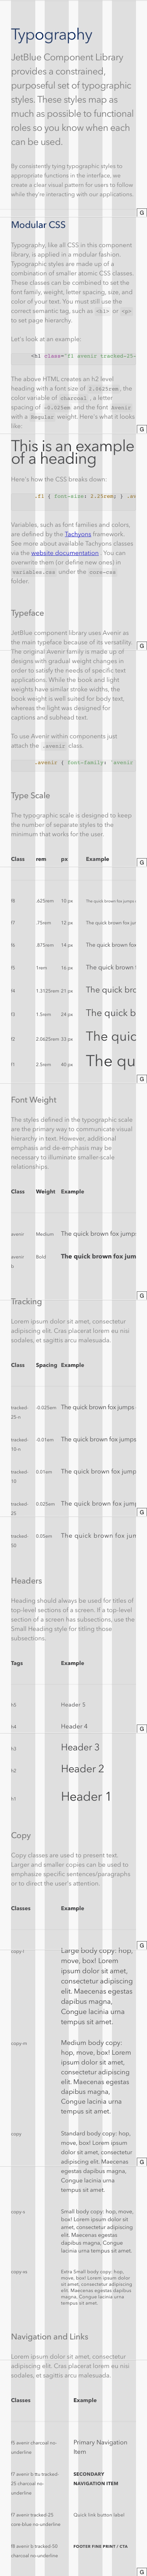 Typography
JetBlue Component Library
provides a constrained,
purposeful set of typographic
styles. These styles map as
much as possible to functional
roles so you know when each
can be used.
By consistently tying typographic styles to
appropriate functions in the interface, we
create a clear visual pattern for users to follow
while they're interacting with our applications.
G
Modular CSS
Typography, like all CSS in this component
library, is applied in a modular fashion.
Typographic styles are made up of a
combination of smaller atomic CSS classes.
These classes can be combined to set the
font family, weight, letter spacing, size, and
color of your text. You must still use the
correct semantic tag, such as <h1> or <p>
to set page hierarchy.
Let's look at an example:
<h1 class="f1 avenir tracked-25-
The above HTML creates an h2 level
heading with a font size of 2.0625rem, the
color variable of charcoal, a letter
spacing of -0.025em and the font Avenir
with a Regular weight. Here's what it looks
like:
G
This is an example
of a heading
Here's how the CSS breaks down:
.f1 { font-size: 2.25rem; } .av
Variables, such as font families and colors,
are defined by the Tachyons framework.
See more about available Tachyons classes
via the website documentation. You can
overwrite them (or define new ones) in
variables.css under the core-css
folder.
Typeface
JetBlue component library uses Avenir as
the main typeface because of its versatility.
The original Avenir font was made up of
designs with gradual weight changes in
order to satisfy the needs of specific text
applications. While the book and light
weights have similar stroke widths, the
book weight is well suited for body text,
whereas the light was designed for
captions and subhead text.
G
To use Avenir within components just
attach the .avenir class.
.avenir { font-family: 'avenir
Type Scale
The typographic scale is designed to keep
the number of separate styles to the
minimum that works for the user.
Class rem px Example
G
f8 .625rem 10 px The quick brown fox jumps
f7 .75rem 12 px The quick brown fox jum
f6 .875rem 14 px The quick brown fox
f5 1rem 16 px The quick brown
f4 1.3125rem 21 px The quick bro
f3 1.5rem 24 px The quick b
f2 2.0625rem 33 px The quic
f1 2.5rem 40 px The qu
G
Font Weight
The styles defined in the typographic scale
are the primary way to communicate visual
hierarchy in text. However, additional
emphasis and de-emphasis may be
necessary to illuminate smaller-scale
relationships.
Class Weight Example
avenir Medium The quick brown fox jump
avenir Bold The quick brown fox jum
b
G
Tracking
Lorem ipsum dolor sit amet, consectetur
adipiscing elit. Cras placerat lorem eu nisi
sodales, et sagittis arcu malesuada.
Class Spacing Example
tracked- -0.025em The quick brown fox jumps
25-n
tracked- -0.01em The quick brown fox jumps
10-n
tracked- 0.01em The quick brown fox jump
10
tracked- 0.025em The quick brown fox jum
25
G
tracked- 0.05em The quick brown fox jum
50
Headers
Heading should always be used for titles of
top-level sections of a screen. If a top-level
section of a screen has subsections, use the
Small Heading style for titling those
subsections.
Tags Example
h5 Header 5
h4 Header 4
G
h3 Header 3
h2 Header 2
h1 Header 1
Copy
Copy classes are used to present text.
Larger and smaller copies can be used to
emphasize specific sentences/paragraphs
or to direct the user's attention.
Classes Example
G
copy-l Large body copy: hop,
move, box! Lorem
ipsum dolor sit amet,
consectetur adipiscing
elit. Maecenas egestas
dapibus magna,
Congue lacinia urna
tempus sit amet.
copy-m Medium body copy:
hop, move, box! Lorem
ipsum dolor sit amet,
consectetur adipiscing
elit. Maecenas egestas
dapibus magna,
Congue lacinia urna
tempus sit amet.
copy Standard body copy: hop,
move, box! Lorem ipsum
dolor sit amet, consectetur
adipiscing elit. Maecenas
egestas dapibus magna,
Congue lacinia urna
tempus sit amet.
G
copy-s Small body copy: hop, move,
box! Lorem ipsum dolor sit
amet, consectetur adipiscing
elit. Maecenas egestas
dapibus magna, Congue
lacinia urna tempus sit amet.
copy-xs Extra Small body copy: hop,
move, box! Lorem ipsum dolor
sit amet, consectetur adipiscing
elit. Maecenas egestas dapibus
magna, Congue lacinia urna
tempus sit amet.
Navigation and Links
G
Lorem ipsum dolor sit amet, consectetur
adipiscing elit. Cras placerat lorem eu nisi
sodales, et sagittis arcu malesuada.
Classes Example
f5 avenir charcoal no- Primary Navigation
underline Item
f7 avenir b ttu tracked- SECONDARY
25 charcoal no- NAVIGATION ITEM
underline
f7 avenir tracked-25 Quick link button label
core-blue no-underline
f8 avenir b tracked-50 FOOTER FINE PRINT / CTA
charcoal no-underline
G